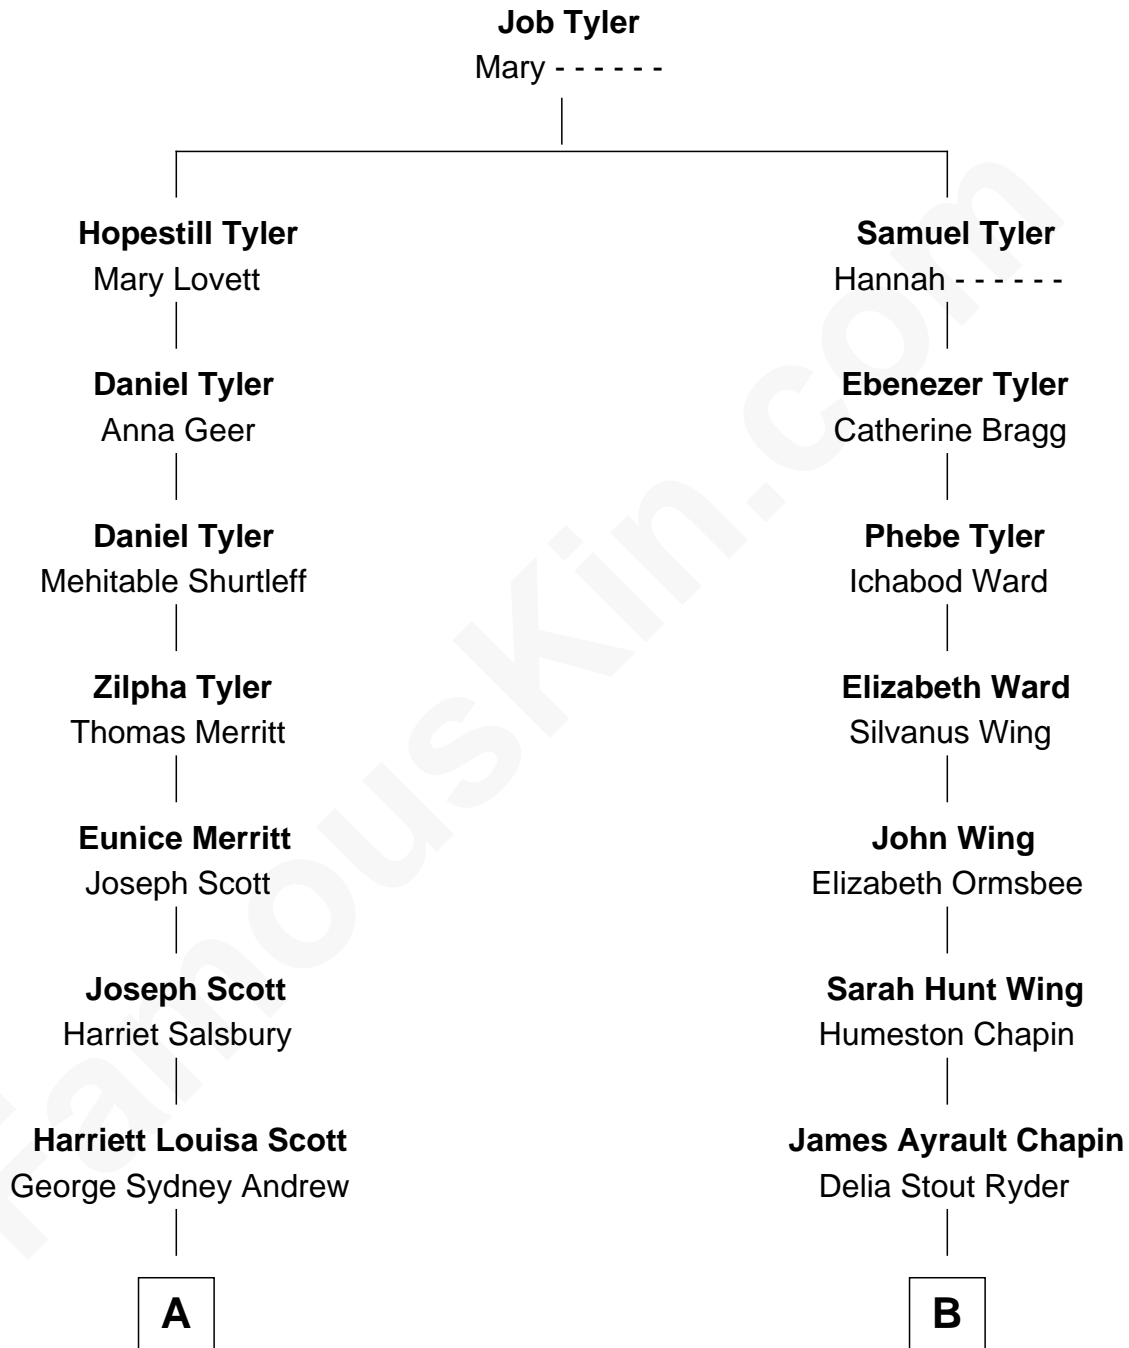 Job Tyler
Mary - - - - - -
Hopestill Tyler
Mary Lovett
Samuel Tyler
Hannah - - - - - -
Daniel Tyler
Anna Geer
Ebenezer Tyler
Catherine Bragg
Daniel Tyler
Mehitable Shurtleff
Phebe Tyler
Ichabod Ward
Zilpha Tyler
Thomas Merritt
Elizabeth Ward
Silvanus Wing
Eunice Merritt
Joseph Scott
John Wing
Elizabeth Ormsbee
Joseph Scott
Harriet Salsbury
Sarah Hunt Wing
Humeston Chapin
Harriett Louisa Scott
George Sydney Andrew
James Ayrault Chapin
Delia Stout Ryder
A
B
FamousKin.com